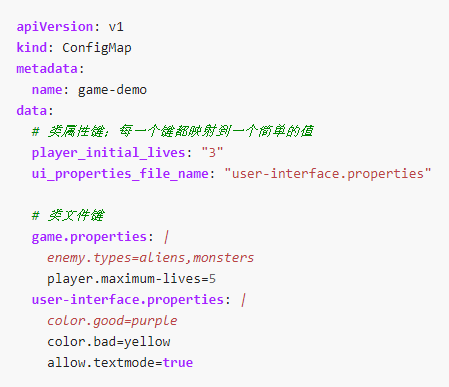 apiVersion: v1
kind: ConfigMap
metadata:
  name: game-demo
data:
  # 类属性键；每一个键都映射到一个简单的值
  player_initial_lives: "3"
  ui_properties_file_name: "user-interface.properties"

  # 类文件键
  game.properties: |
    enemy.types=aliens,monsters
    player.maximum-lives=5
  user-interface.properties: |
    color.good=purple
    color.bad=yellow
    allow.textmode=true